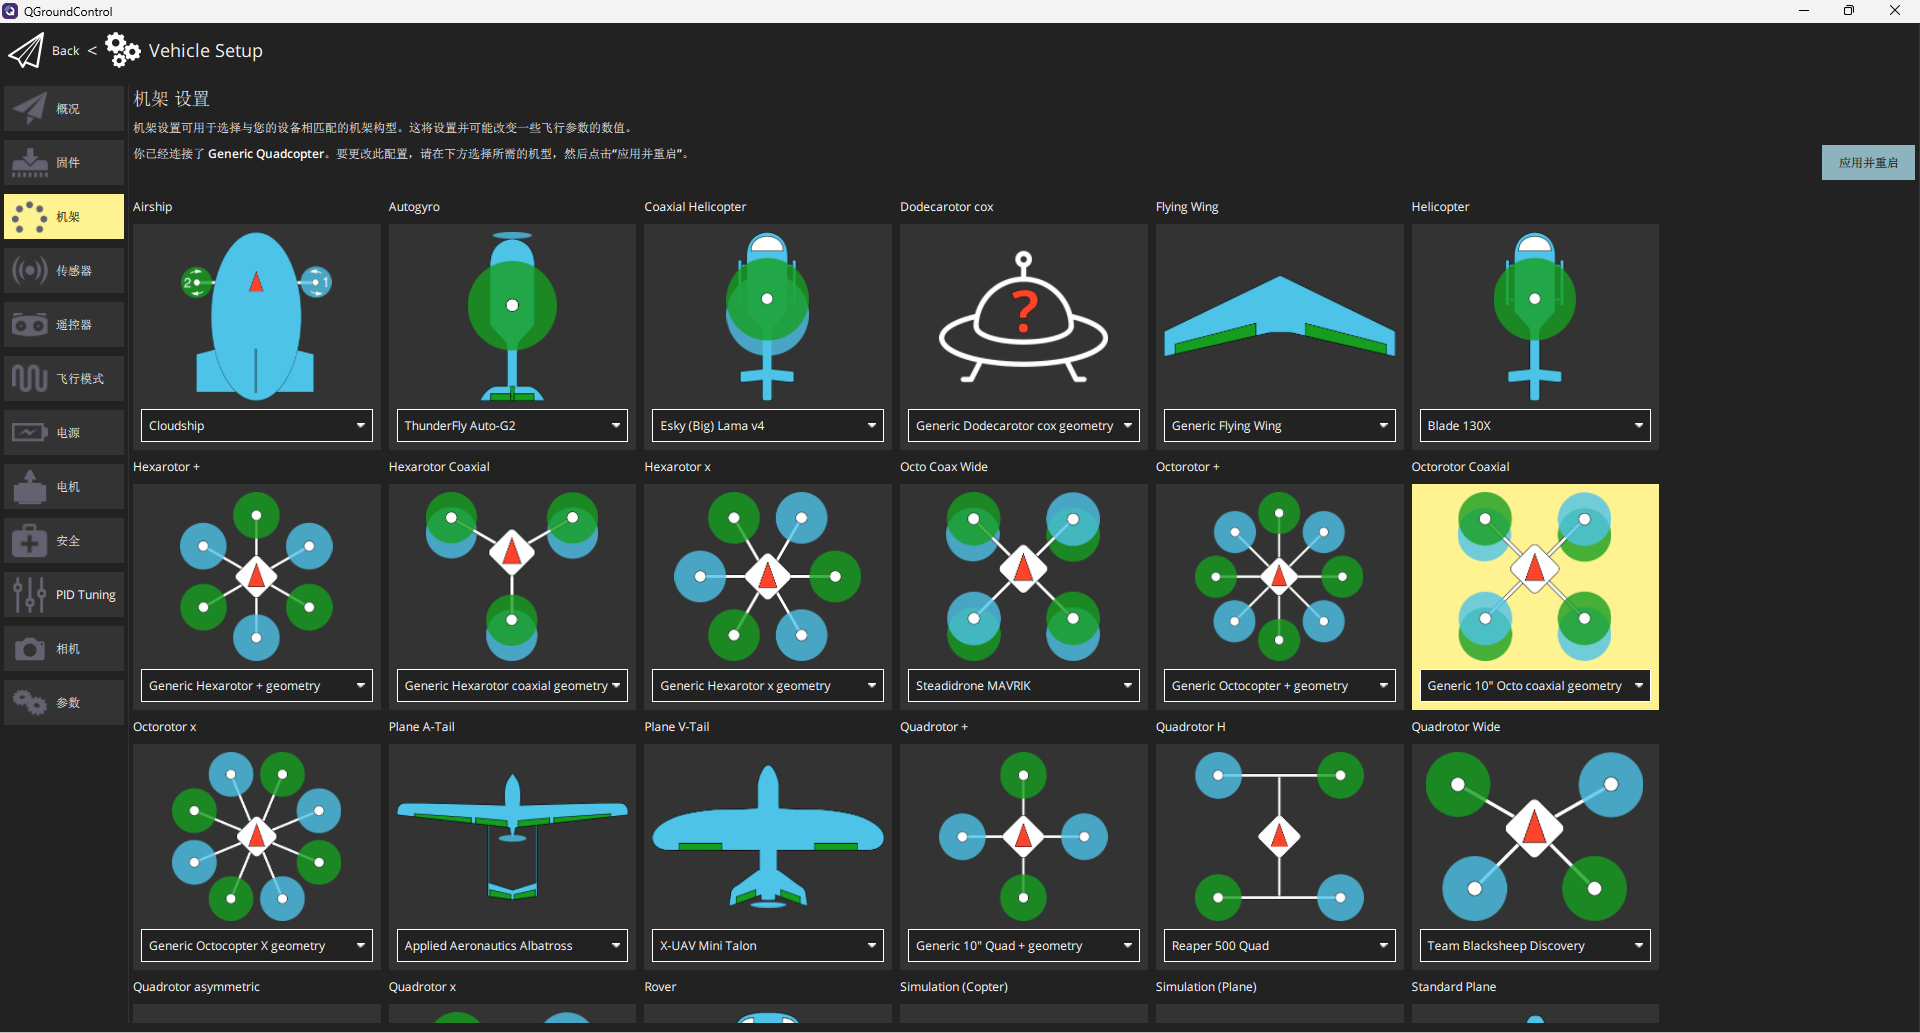 QGroundControl
Back < Vehicle Setup
概况
固件
机架
传感器
遥控器
飞行模式
电源
电机
安全
PID Tuning
相机
参数
机架 设置
机架设置可用于选择与您的设备相匹配的机架构型。这将设置并可能改变一些飞行参数的数值。
你已经连接了 Generic Quadcopter。要更改此配置，请在下方选择所需的机型，然后点击“应用并重启”。
应用并重启
Airship
Autogyro
Coaxial Helicopter
Dodecarotor cox
Flying Wing
Helicopter
2
1
?
Cloudship
ThunderFly Auto-G2
Esky (Big) Lama v4
Generic Dodecarotor cox geometry
Generic Flying Wing
Blade 130X
Hexarotor +
Hexarotor Coaxial
Hexarotor x
Octo Coax Wide
Octorotor +
Octorotor Coaxial
Generic Hexarotor + geometry
Generic Hexarotor coaxial geometry
Generic Hexarotor x geometry
Steadidrone MAVRIK
Generic Octocopter + geometry
Generic 10" Octo coaxial geometry
Octorotor x
Plane A-Tail
Plane V-Tail
Quadrotor +
Quadrotor H
Quadrotor Wide
Generic Octocopter X geometry
Applied Aeronautics Albatross
X-UAV Mini Talon
Generic 10" Quad + geometry
Reaper 500 Quad
Team Blacksheep Discovery
Quadrotor asymmetric
Quadrotor x
Rover
Simulation (Copter)
Simulation (Plane)
Standard Plane